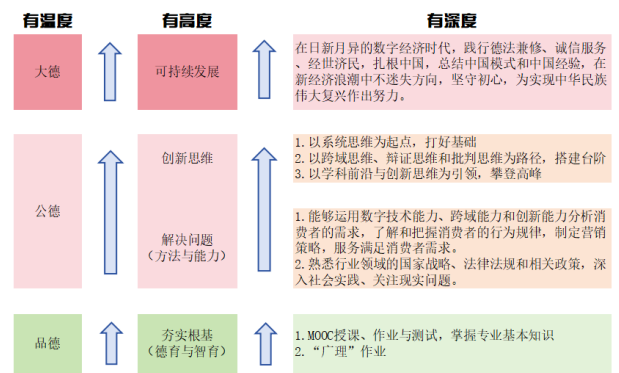 有温度 有高度 有深度
大德
可持续发展
在日新月异的数字经济时代，践行德法兼修、诚信服务
、经世济民，扎根中国，总结中国模式和中国经验，在
新经济浪潮中不迷失方向，坚守初心，为实现中华民族
伟大复兴作出努力。
公德
创新思维
1.以系统思维为起点，打好基础
2.以跨域思维、辩证思维和批判思维为路径，搭建台阶
3.以学科前沿与创新思维为引领，攀登高峰
解决问题
（方法与能力）
1.能够运用数字技术能力、跨域能力和创新能力分析消
费者的需求，了解和把握消费者的行为规律，制定营销
策略，服务满足消费者需求。
2.熟悉行业领域的国家战略、法律法规和相关政策，深
入社会实践、关注现实问题。
品德
夯实根基
（德育与智育）
1.MOOC授课、作业与测试，掌握专业基本知识
2.“广理”作业